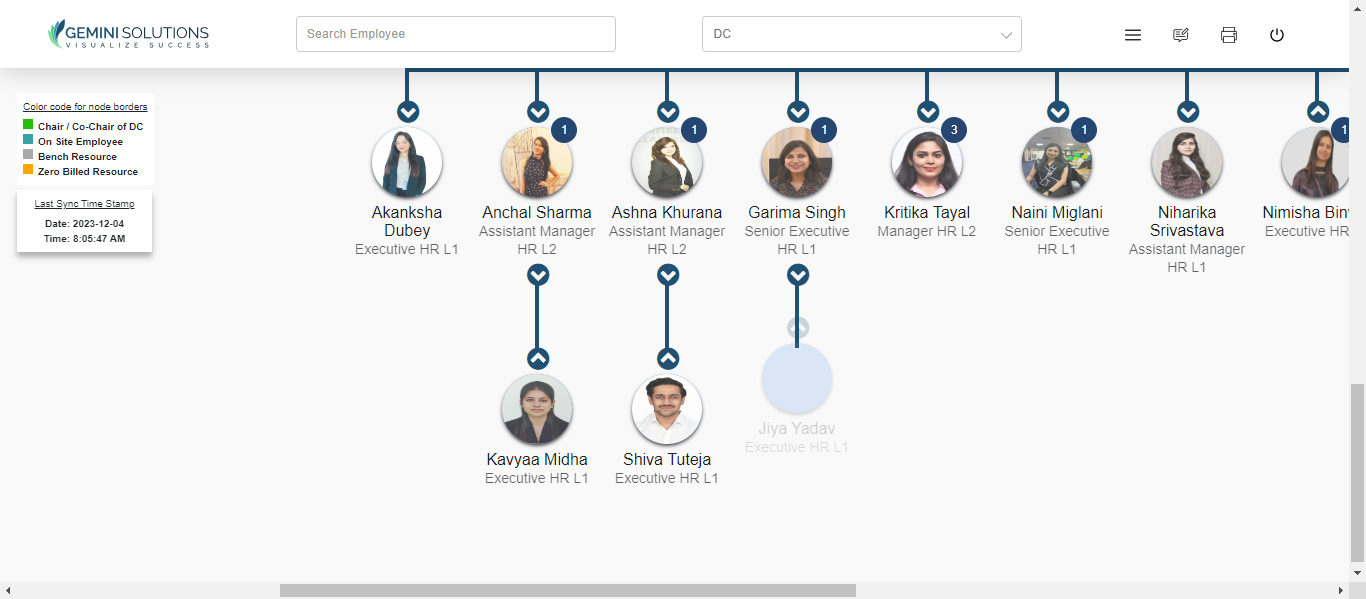 GEMINI SOLUTIONS
VISUALIZE SUCCESS
Search Employee
DC
Color code for node borders
Chair / Co-Chair of DC
On Site Employee
Bench Resource
Zero Billed Resource
Last Sync Time Stamp
Date: 2023-12-04
Time: 8:05:47 AM
Akanksha
Dubey
Executive HR L1
1
Anchal Sharma
Assistant Manager
HR L2
1
Ashna Khurana
Assistant Manager
HR L2
1
Garima Singh
Senior Executive
HR L1
3
Kritika Tayal
Manager HR L2
1
Naini Miglani
Senior Executive
HR L1
Niharika
Srivastava
Assistant Manager
HR L1
1
Nimisha
Executive HR
Kavyaa Midha
Executive HR L1
Shiva Tuteja
Executive HR L1
Jiya Yadav
Executive HR L1